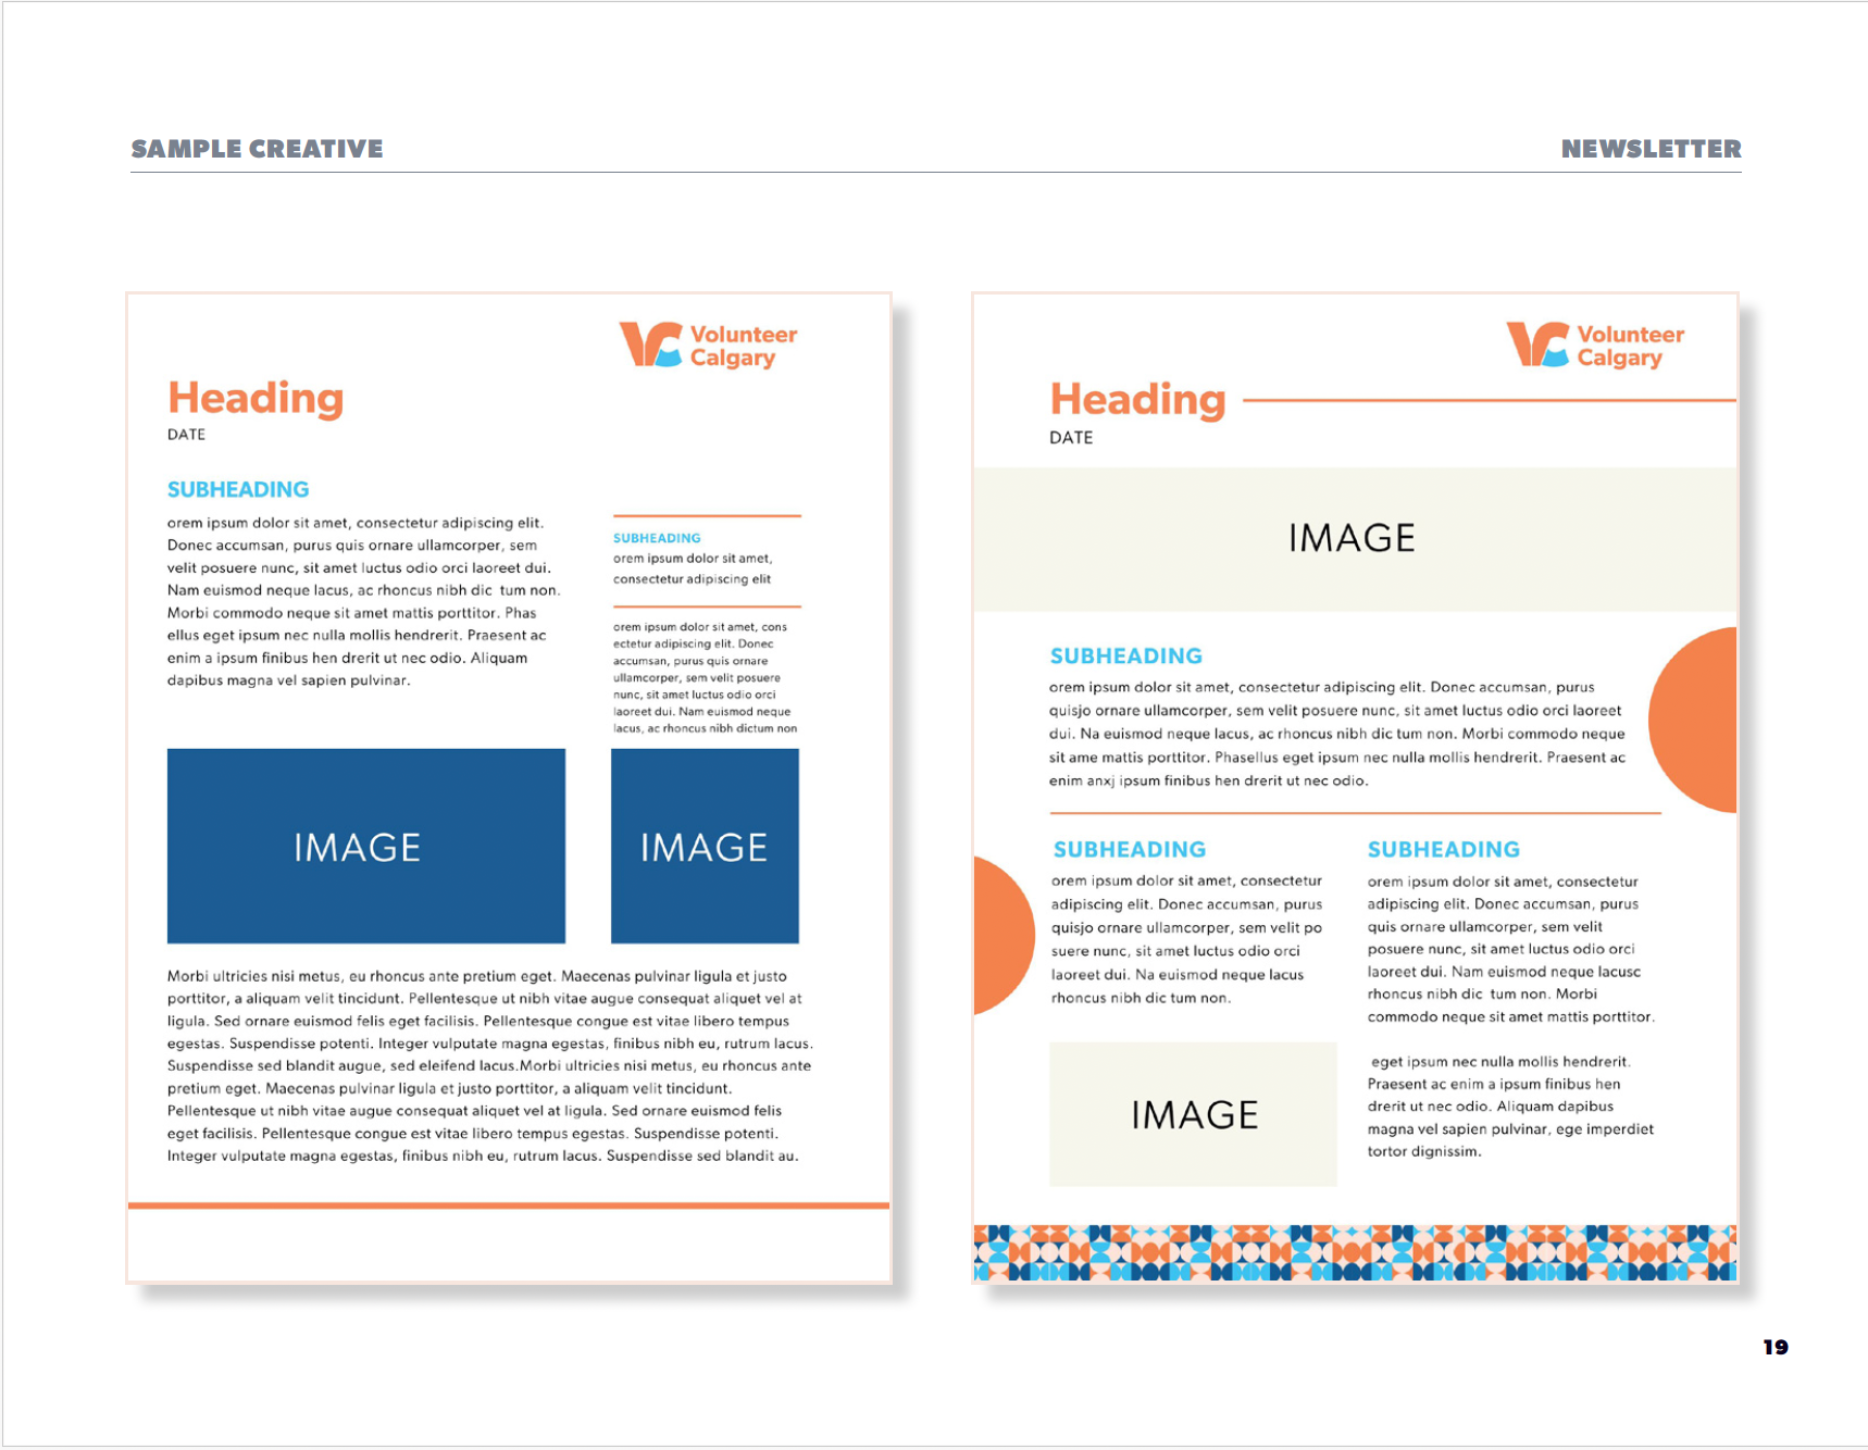 SAMPLE CREATIVE
NEWSLETTER
Volunteer
Calgary
Heading
DATE
SUBHEADING
orem ipsum dolor sit amet, consectetur adipiscing elit.
Donec accumsan, purus quis ornare ullamcorper, sem
velit posuere nunc, sit amet luctus odio orci laoreet dui.
Nam euismod neque lacus, ac rhoncus nibh dic tum non.
Morbi commodo neque sit amet mattis porttitor. Phas
ellus eget ipsum nec nulla mollis hendrerit. Praesent ac
enim a ipsum finibus hen drerit ut nec odio. Aliquam
dapibus magna vel sapien pulvinar.
SUBHEADING
orem ipsum dolor sit amet,
consectetur adipiscing elit
orem ipsum dolor sit amet, cons
ectetur adipiscing elit. Donec
accumsan, purus quis ornare
ullamcorper, sem velit posuere
nunc, sit amet luctus odio orci
laoreet dui. Nam euismod neque
lacus, ac rhoncus nibh dictum non
IMAGE
IMAGE
Morbi ultricies nisi metus, eu rhoncus ante pretium eget. Maecenas pulvinar ligula et justo
porttitor, a aliquam velit tincidunt. Pellentesque ut nibh vitae augue consequat aliquet vel at
ligula. Sed ornare euismod felis eget facilisis. Pellentesque congue est vitae libero tempus
egestas. Suspendisse potenti. Integer vulputate magna egestas, finibus nibh eu, rutrum lacus.
Suspendisse sed blandit augue, sed eleifend lacus.Morbi ultricies nisi metus, eu rhoncus ante
pretium eget. Maecenas pulvinar ligula et justo porttitor, a aliquam velit tincidunt.
Pellentesque ut nibh vitae augue consequat aliquet vel at ligula. Sed ornare euismod felis
eget facilisis. Pellentesque congue est vitae libero tempus egestas. Suspendisse potenti.
Integer vulputate magna egestas, finibus nibh eu, rutrum lacus. Suspendisse sed blandit au.
Volunteer
Calgary
Heading
DATE
IMAGE
SUBHEADING
orem ipsum dolor sit amet, consectetur adipiscing elit. Donec accumsan, purus
quisjo ornare ullamcorper, sem velit posuere nunc, sit amet luctus odio orci laoreet
dui. Na euismod neque lacus, ac rhoncus nibh dic tum non. Morbi commodo neque
sit ame mattis porttitor. Phasellus eget ipsum nec nulla mollis hendrerit. Praesent ac
enim anxj ipsum finibus hen drerit ut nec odio.
SUBHEADING
orem ipsum dolor sit amet, consectetur
adipiscing elit. Donec accumsan, purus
quisjo ornare ullamcorper, sem velit po
suere nunc, sit amet luctus odio orci
laoreet dui. Na euismod neque lacus
rhoncus nibh dic tum non.
IMAGE
SUBHEADING
orem ipsum dolor sit amet, consectetur
adipiscing elit. Donec accumsan, purus
quis ornare ullamcorper, sem velit
posuere nunc, sit amet luctus odio orci
laoreet dui. Nam euismod neque lacusc
rhoncus nibh dic tum non. Morbi
commodo neque sit amet mattis porttitor.
eget ipsum nec nulla mollis hendrerit.
Praesent ac enim a ipsum finibus hen
drerit ut nec odio. Aliquam dapibus
magna vel sapien pulvinar, ege imperdiet
tortor dignissim.
19